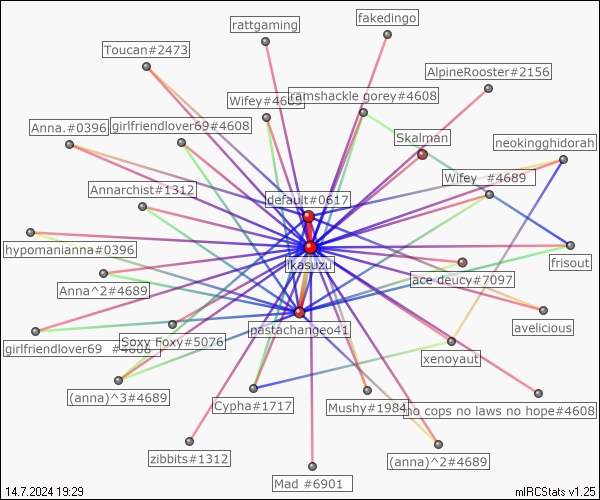 rattgaming
fakedingo
Toucan#2473
AlpineRooster#2156
Wifey#4689
ramshackle gorey#4608
Anna.#0396
girlfriendlover69#4608
Skalman
neokingghidorah
Wifey #4689
Annarchist#1312
default#0617
hypomanianna#0396
ikasuzu
frisout
Anna^2#4689
ace deucy#7097
pastachangeo41
avelicious
girlfriendlover69 #4608
Soxy Foxy#5076
xenoyaut
(anna)^3#4689
Cypha#1717
Mushy#1984
no cops no laws no hope#4608
zibbits#1312
(anna)^2#4689
Mad #6901
14.7.2024 19:29
mIRCStats v1.25